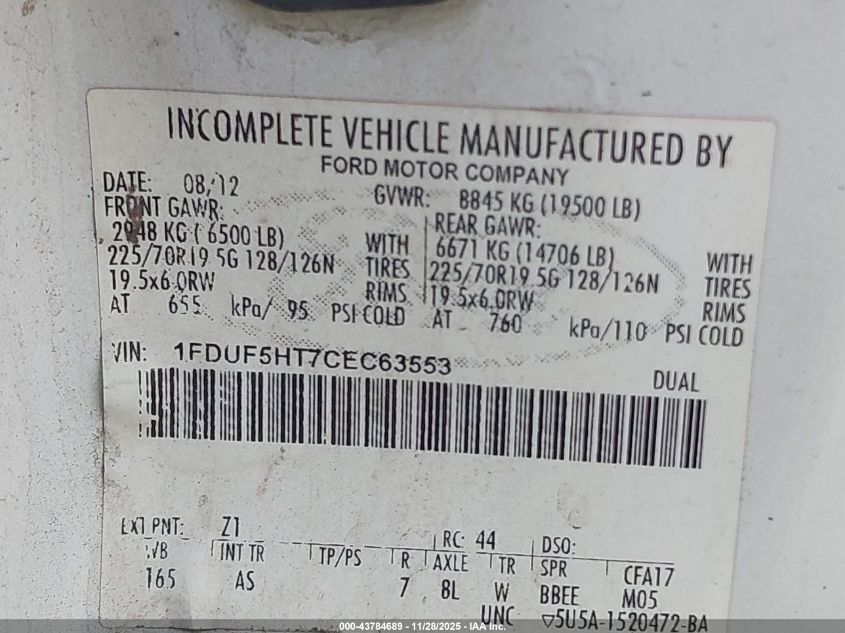 INCOMPLETE VEHICLE MANUFACTURED BY
FORD MOTOR COMPANY
DATE: 08/12 GVWR: 8845 KG (19500 LB)
FRONT GAWR: REAR GAWR:
2948 KG ( 6500 LB) WITH 6671 KG (14706 LB) WITH
225/70R19.5G 128/126N TIRES 225/70R19.5G 128/126N TIRES
19.5x6.0RW RIMS 19.5x6.0RW RIMS
AT 655 kPa/ 95 PSI COLD AT 760 kPa/110 PSI COLD
VIN: 1FDUF5HT7CEC63553
DUAL
EXT PNT: Z1 RC: 44 DSO:
WB INT TR TP/PS R AXLE TR SPR CFA17
165 AS 7 8L W BBEE M05
UNC ▽5U5A-1520472-BA
000-43784689 - 11/28/2025 - IAA Inc.